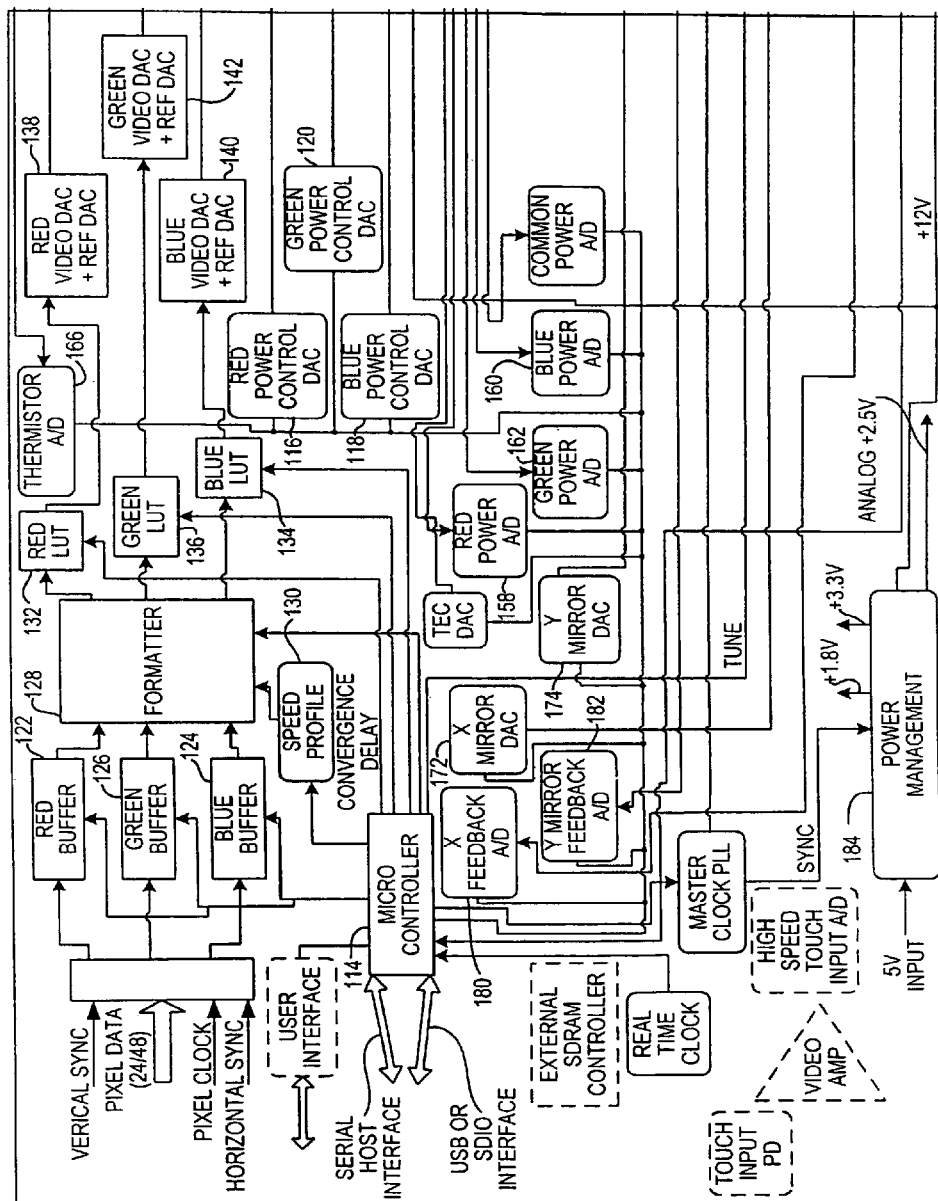 VERICAL SYNC
PIXEL DATA
(24/48)
PIXEL CLOCK
HORIZONTAL SYNC
122
RED
BUFFER
126
GREEN
BUFFER
124
BLUE
BUFFER
128
FORMATTER
130
SPEED
PROFILE
CONVERGENCE
DELAY
132
RED LUT
GREEN
LUT
136
BLUE LUT
134
THERMISTOR
A/D
166
138
RED
VIDEO DAC
+ REF DAC
GREEN
VIDEO DAC
+ REF DAC
142
BLUE
VIDEO DAC
+ REF DAC
140
RED
POWER
CONTROL
DAC
116
GREEN
POWER
CONTROL
DAC
120
BLUE
POWER
CONTROL
DAC
118
USER
INTERFACE
114
MICRO
CONTROLLER
SERIAL
HOST
INTERFACE
USB OR
SDIO
INTERFACE
TEC
DAC
RED
POWER
A/D
158
GREEN
POWER A/D
162
BLUE
POWER
A/D
160
COMMON
POWER
A/D
X
FEEDBACK
A/D
180
X
MIRROR
DAC
172
Y
MIRROR
DAC
174
Y MIRROR
FEEDBACK
A/D
182
EXTERNAL
SDRAM
CONTROLLER
REAL
TIME
CLOCK
MASTER
CLOCK PLL
TUNE
SYNC
HIGH
SPEED
TOUCH
INPUT A/D
TOUCH
INPUT
PD
VIDEO
AMP
5V
INPUT
184
POWER
MANAGEMENT
+1.8V
+3.3V
ANALOG +2.5V
+12V